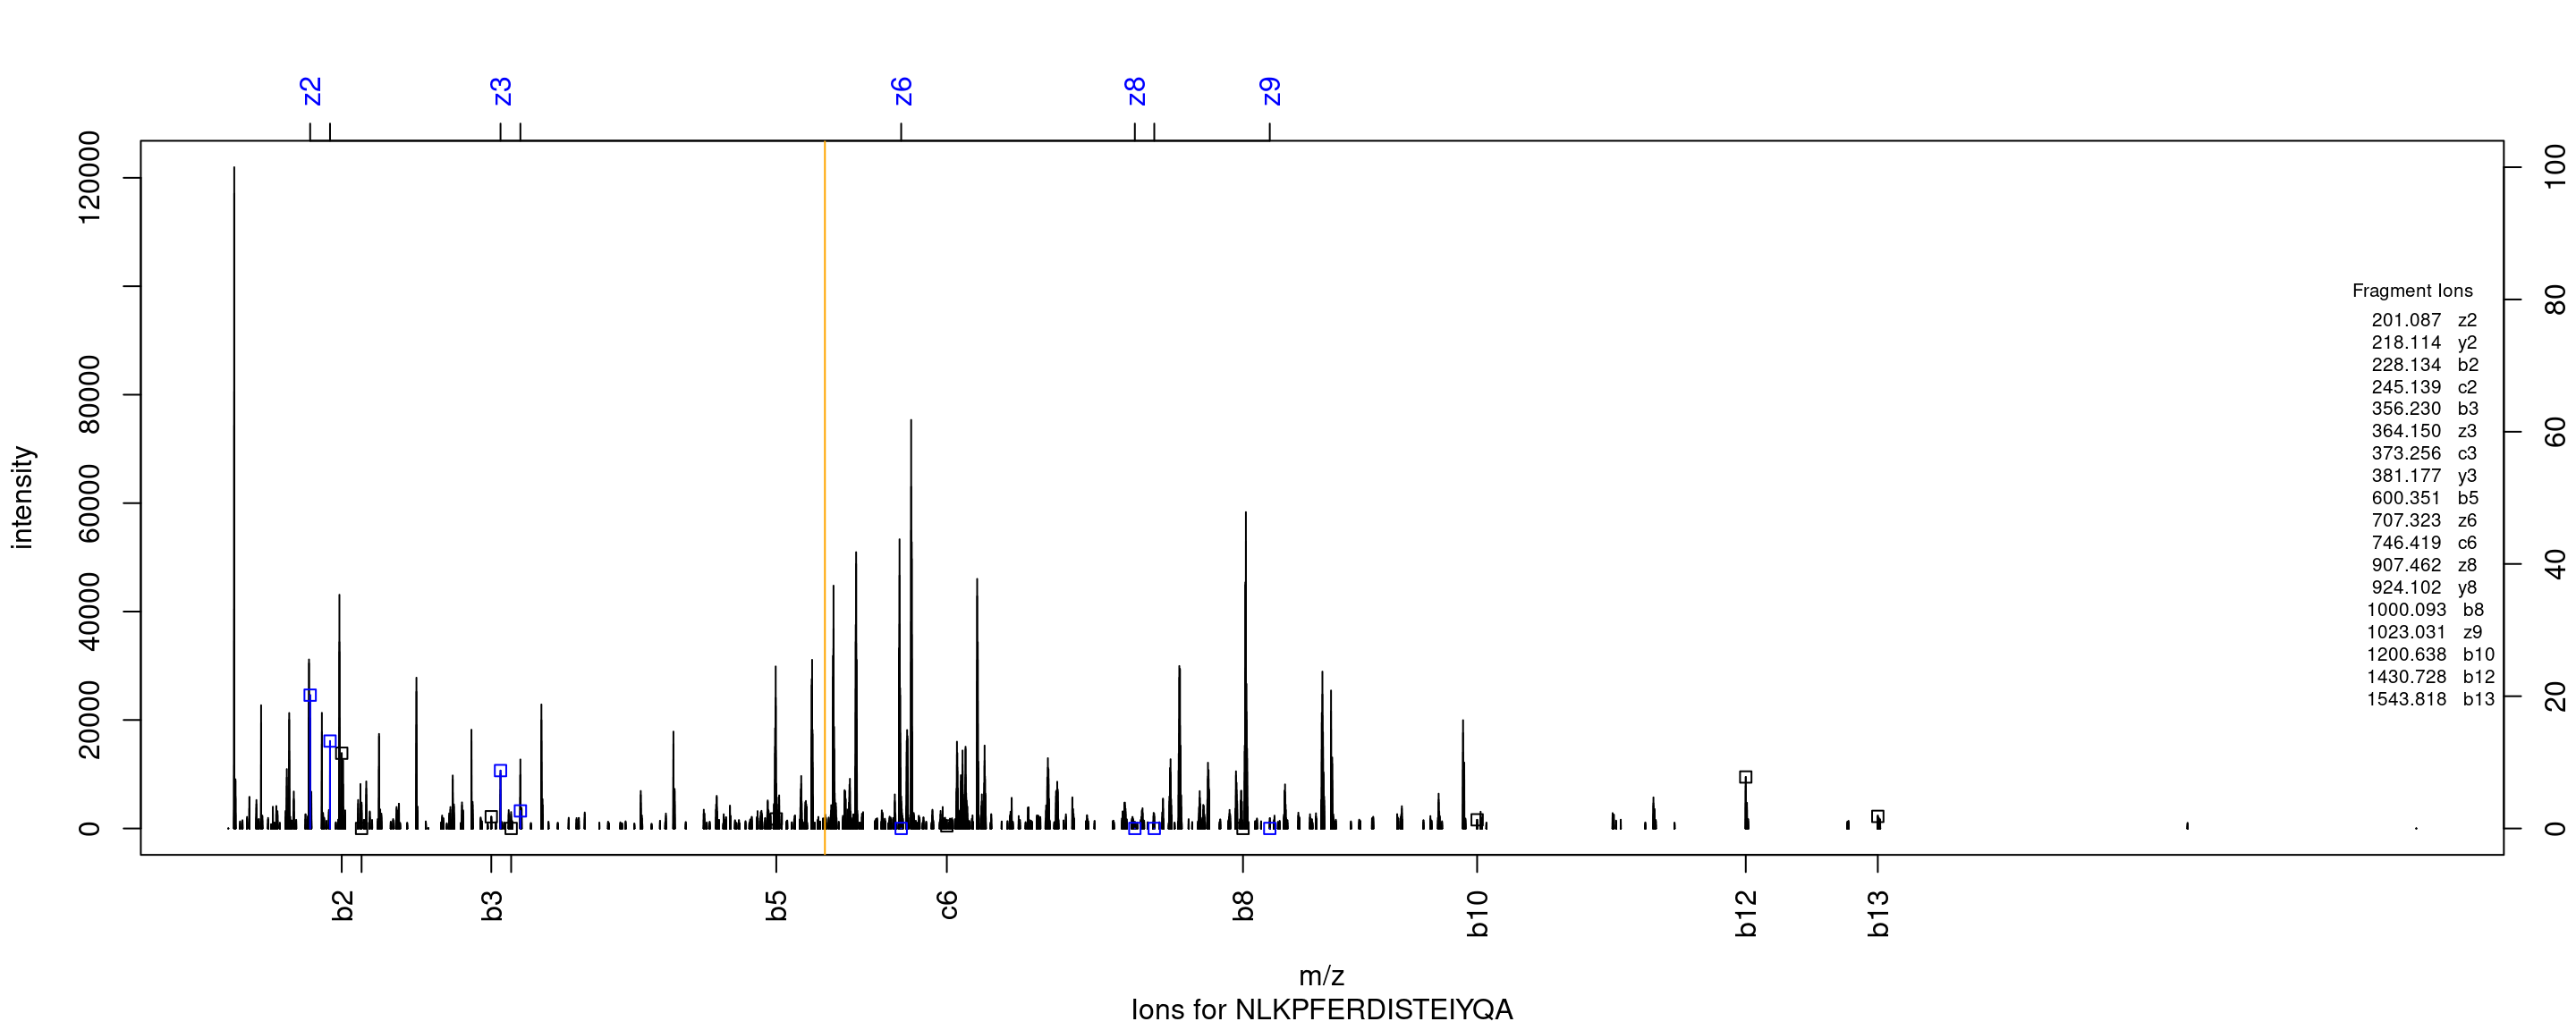 z2 z3 z6 z8 z9
120000
80000
60000
40000
20000
0
intensity
100
80
60
40
20
0
Fragment Ions
201.087 z2
218.114 y2
228.134 b2
245.139 c2
356.230 b3
364.150 z3
373.256 c3
381.177 y3
600.351 b5
707.323 z6
746.419 c6
907.462 z8
924.102 y8
1000.093 b8
1023.031 z9
1200.638 b10
1430.728 b12
1543.818 b13
b2 b3 b5 c6 b8 b10 b12 b13
m/z
Ions for NLKPFERDISTEIYQA